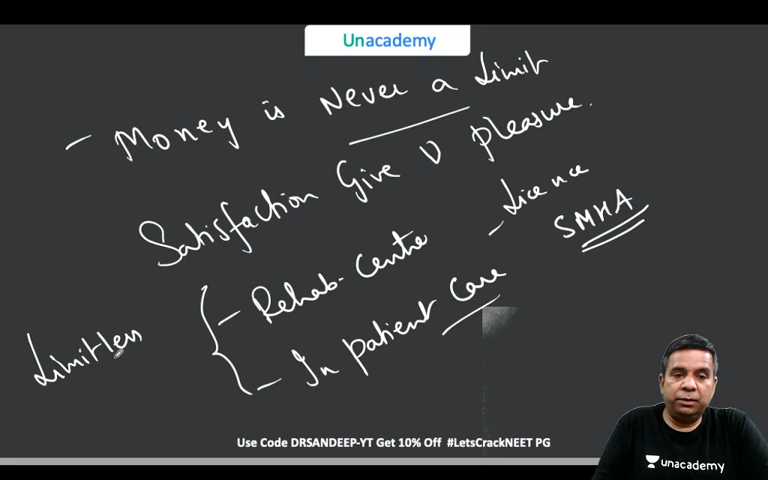 Unacademy
- Money is Never a Limit
Satisfaction Give U pleasure.
- Rehab-Centre - Licence
SMHA
Limitless
- In patient Care
Use Code DRSANDEEP-YT Get 10% Off #LetsCrackNEET PG
unacademy